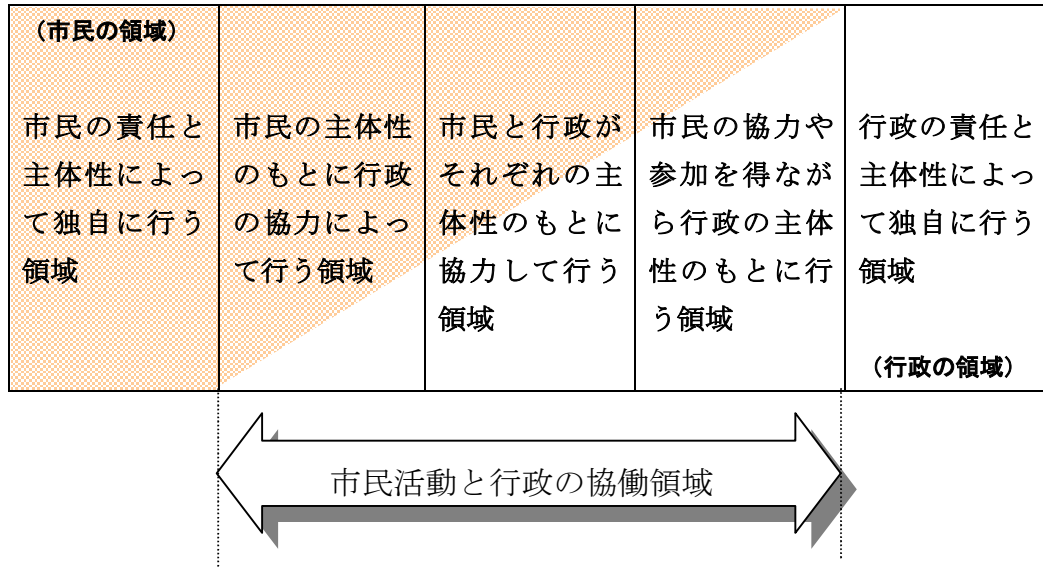 （市民の領域）
市民の責任と
主体性によっ
て独自に行う
領域
市民の主体性
のもとに行政
の協力によっ
て行う領域
市民と行政が
それぞれの主
体性のもとに
協力して行う
領域
市民の協力や
参加を得なが
ら行政の主体
性のもとに行
う領域
行政の責任と
主体性によっ
て独自に行う
領域
（行政の領域）
市民活動と行政の協働領域